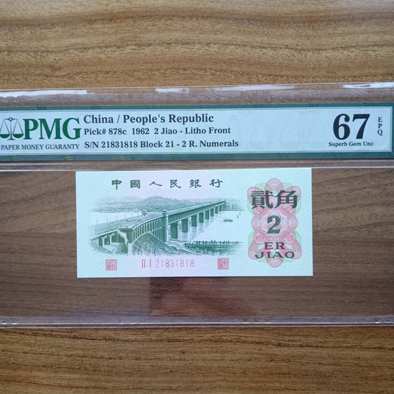 PMG
PAPER MONEY GUARANTY
China / People's Republic
Pick# 878c 1962 2 Jiao - Litho Front
S/N 21831818 Block 21 - 2 R. Numerals
67 EPQ
Superb Gem Unc
中國人民銀行
貳角
2
ER
JIAO
II I 21831818